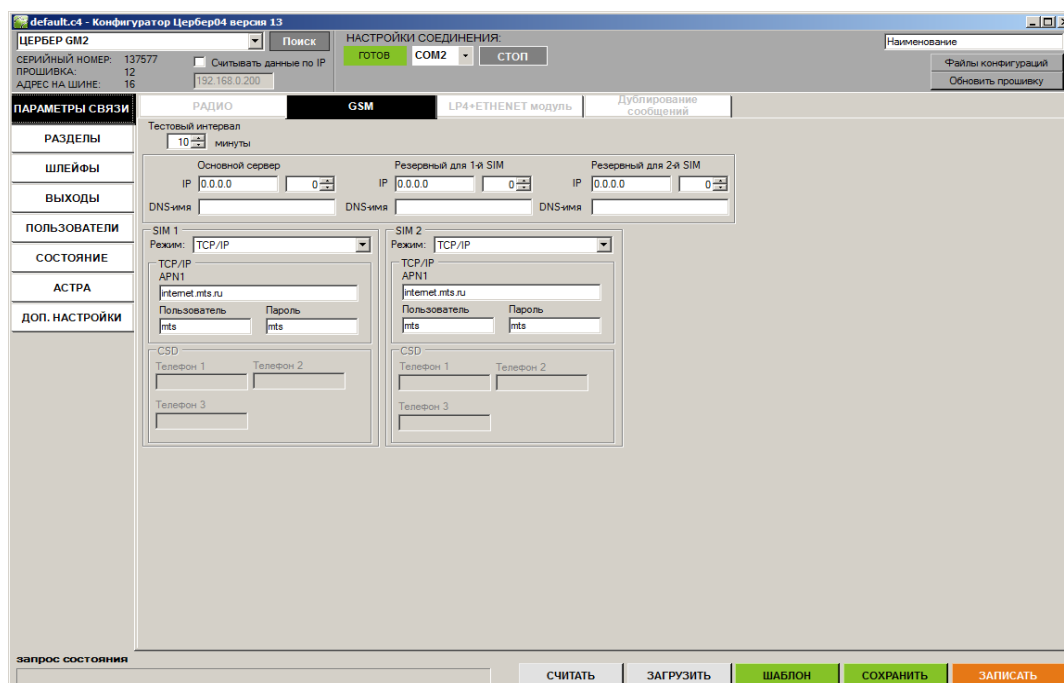 default.c4 - Конфигуратор Цербер04 версия 13
ЦЕРБЕР GM2
Поиск
НАСТРОЙКИ СОЕДИНЕНИЯ:
Наименование
СЕРИЙНЫЙ НОМЕР: 137577
Считывать данные по IP
ГОТОВ COM2 СТОП
Файлы конфигураций
ПРОШИВКА: 12
АДРЕС НА ШИНЕ: 16
192.168.0.200
Обновить прошивку
ПАРАМЕТРЫ СВЯЗИ
РАЗДЕЛЫ
ШЛЕЙФЫ
ВЫХОДЫ
ПОЛЬЗОВАТЕЛИ
СОСТОЯНИЕ
АСТРА
ДОП. НАСТРОЙКИ
РАДИО GSM LP4+ETHENET модуль Дублирование
сообщений
Тестовый интервал
10 минуты
Основной сервер Резервный для 1-й SIM Резервный для 2-й SIM
IP 0.0.0.0 0 IP 0.0.0.0 0 IP 0.0.0.0 0
DNS-имя DNS-имя DNS-имя
SIM 1
Режим: TCP/IP
TCP/IP
APN1
internet.mts.ru
Пользователь Пароль
mts mts
CSD
Телефон 1 Телефон 2
Телефон 3
SIM 2
Режим: TCP/IP
TCP/IP
APN1
internet.mts.ru
Пользователь Пароль
mts mts
CSD
Телефон 1 Телефон 2
Телефон 3
запрос состояния
СЧИТАТЬ ЗАГРУЗИТЬ ШАБЛОН СОХРАНИТЬ ЗАПИСАТЬ